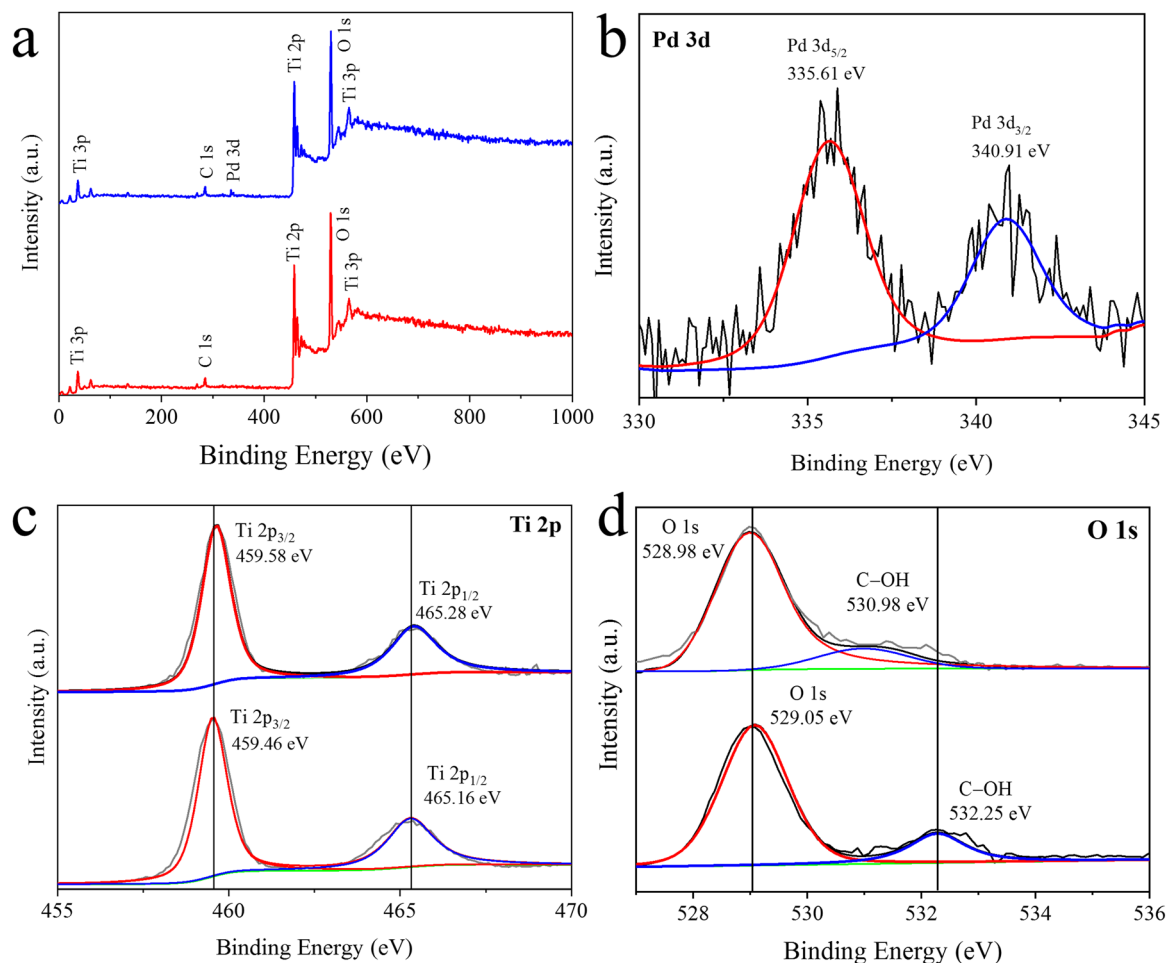 a
Ti 3p
C 1s
Pd 3d
Ti 2p
O 1s
Ti 3p
Ti 3p
C 1s
Ti 2p
O 1s
Ti 3p
Intensity (a.u.)
0 200 400 600 800 1000
Binding Energy (eV)
b
Pd 3d
Pd 3d5/2
335.61 eV
Pd 3d3/2
340.91 eV
Intensity (a.u.)
330 335 340 345
Binding Energy (eV)
c
Ti 2p
Ti 2p3/2
459.58 eV
Ti 2p1/2
465.28 eV
Ti 2p3/2
459.46 eV
Ti 2p1/2
465.16 eV
Intensity (a.u.)
455 460 465 470
Binding Energy (eV)
d
O 1s
O 1s
528.98 eV
C–OH
530.98 eV
O 1s
529.05 eV
C–OH
532.25 eV
Intensity (a.u.)
528 530 532 534 536
Binding Energy (eV)